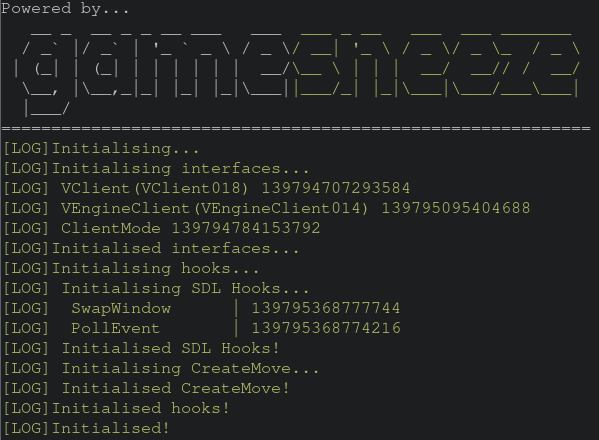 Powered by...
gamesneeze
===========================================================
[LOG]Initialising...
[LOG]Initialising interfaces...
[LOG] VClient(VClient018) 139794707293584
[LOG] VEngineClient(VEngineClient014) 139795095404688
[LOG] ClientMode 139794784153792
[LOG]Initialised interfaces...
[LOG]Initialising hooks...
[LOG] Initialising SDL Hooks...
[LOG]  SwapWindow      | 139795368777744
[LOG]  PollEvent       | 139795368774216
[LOG] Initialised SDL Hooks!
[LOG] Initialising CreateMove...
[LOG] Initialised CreateMove!
[LOG]Initialised hooks!
[LOG]Initialised!